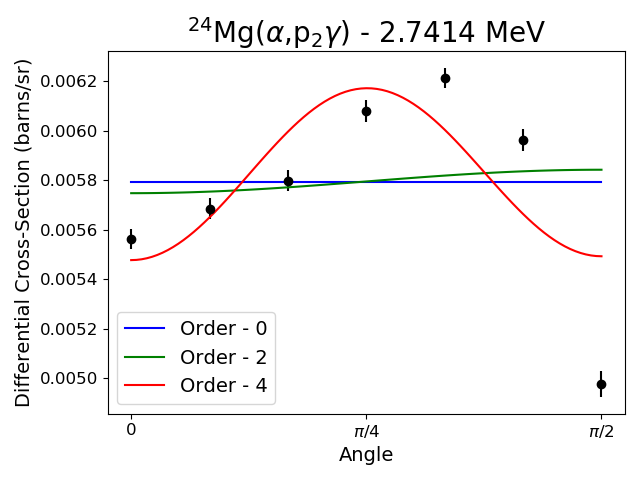 ²⁴Mg(α,p₂γ) - 2.7414 MeV
Differential Cross-Section (barns/sr)
0.0062
0.0060
0.0058
0.0056
0.0054
0.0052
0.0050
Order - 0
Order - 2
Order - 4
0
π/4
π/2
Angle